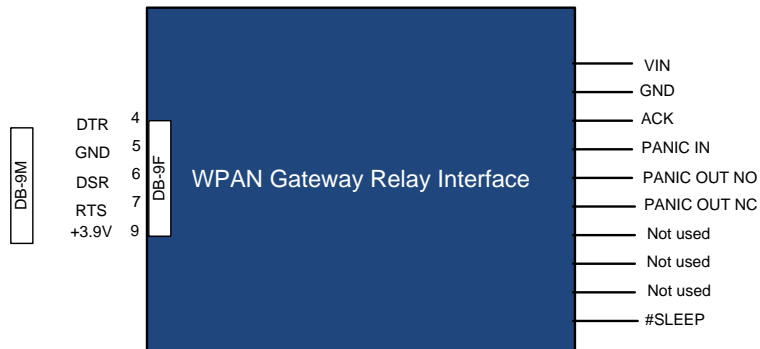 DB-9M
DTR 4
GND 5
DSR 6
RTS 7
+3.9V 9
DB-9F
WPAN Gateway Relay Interface
VIN
GND
ACK
PANIC IN
PANIC OUT NO
PANIC OUT NC
Not used
Not used
Not used
#SLEEP